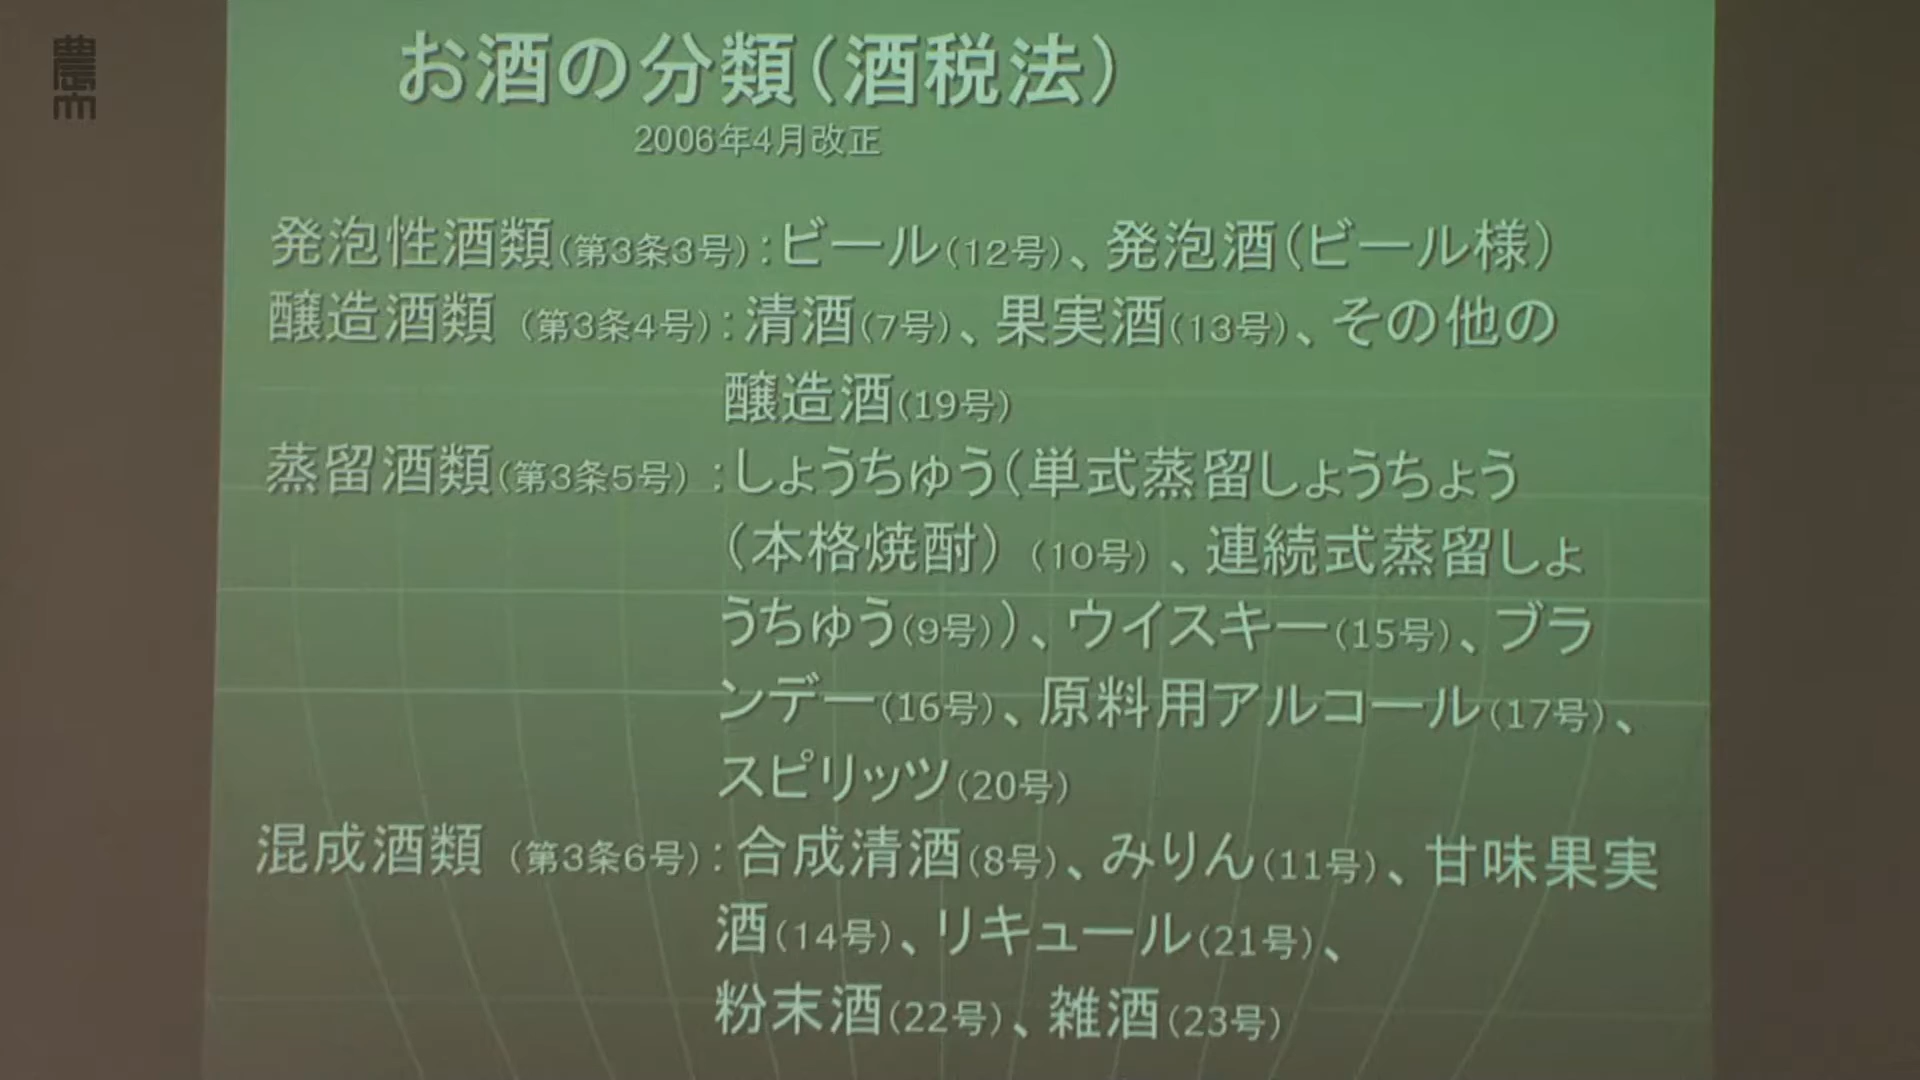 農大
お酒の分類（酒税法）
2006年4月改正
発泡性酒類（第3条3号）：ビール（12号）、発泡酒（ビール様）
醸造酒類（第3条4号）：清酒（7号）、果実酒（13号）、その他の
醸造酒（19号）
蒸留酒類（第3条5号）：しょうちゅう（単式蒸留しょうちょう
（本格焼酎）（10号）、連続式蒸留しょ
うちゅう（9号））、ウイスキー（15号）、ブラ
ンデー（16号）、原料用アルコール（17号）、
スピリッツ（20号）
混成酒類（第3条6号）：合成清酒（8号）、みりん（11号）、甘味果実
酒（14号）、リキュール（21号）、
粉末酒（22号）、雑酒（23号）